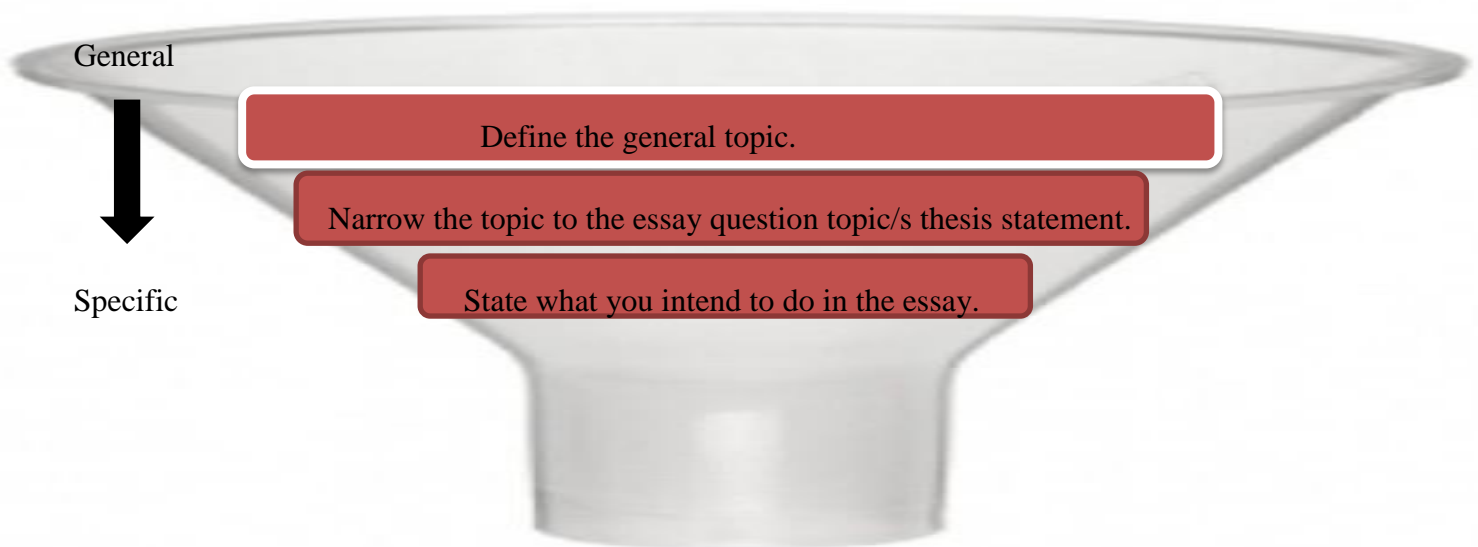 General
Define the general topic.
Narrow the topic to the essay question topic/s thesis statement.
Specific
State what you intend to do in the essay.